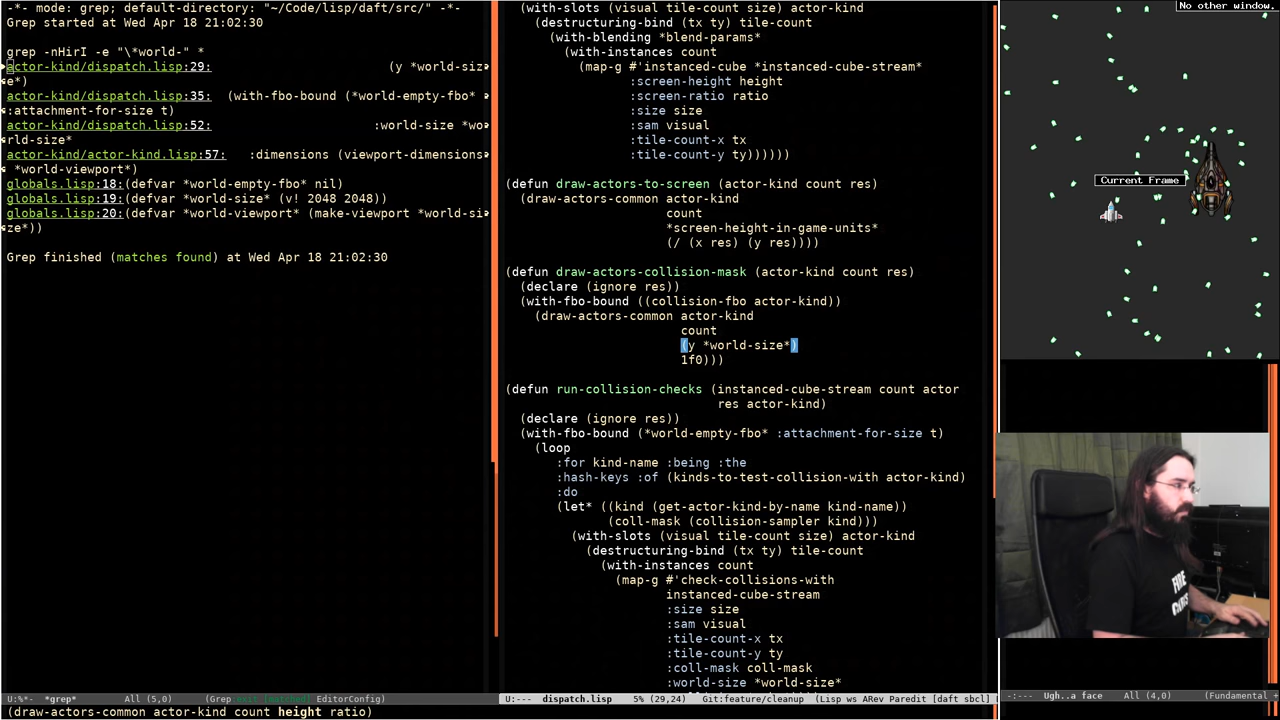 -*- mode: grep; default-directory: "~/Code/lisp/daft/src/" -*-
Grep started at Wed Apr 18 21:02:30

grep -nHirI -e "\*world-" *
actor-kind/dispatch.lisp:29:                        (y *world-siz
e*)
actor-kind/dispatch.lisp:35:  (with-fbo-bound (*world-empty-fbo*
:attachment-for-size t)
actor-kind/dispatch.lisp:52:                      :world-size *wo
rld-size*
actor-kind/actor-kind.lisp:57:   :dimensions (viewport-dimensions
*world-viewport*)
globals.lisp:18:(defvar *world-empty-fbo* nil)
globals.lisp:19:(defvar *world-size* (v! 2048 2048))
globals.lisp:20:(defvar *world-viewport* (make-viewport *world-si
ze*))

Grep finished (matches found) at Wed Apr 18 21:02:30
U:%*-  *grep*      All (5,0)     (Grep:exit [matched] EditorConfig)
(with-slots (visual tile-count size) actor-kind
(destructuring-bind (tx ty) tile-count
(with-blending *blend-params*
(with-instances count
(map-g #'instanced-cube *instanced-cube-stream*
:screen-height height
:screen-ratio ratio
:size size
:sam visual
:tile-count-x tx
:tile-count-y ty))))))

(defun draw-actors-to-screen (actor-kind count res)
(draw-actors-common actor-kind
count
*screen-height-in-game-units*
(/ (x res) (y res))))

(defun draw-actors-collision-mask (actor-kind count res)
(declare (ignore res))
(with-fbo-bound ((collision-fbo actor-kind))
(draw-actors-common actor-kind
count
(y *world-size*)
1f0)))

(defun run-collision-checks (instanced-cube-stream count actor
res actor-kind)
(declare (ignore res))
(with-fbo-bound (*world-empty-fbo* :attachment-for-size t)
(loop
:for kind-name :being :the
:hash-keys :of (kinds-to-test-collision-with actor-kind)
:do
(let* ((kind (get-actor-kind-by-name kind-name))
(coll-mask (collision-sampler kind)))
(with-slots (visual tile-count size) actor-kind
(destructuring-bind (tx ty) tile-count
(with-instances count
(map-g #'check-collisions-with
instanced-cube-stream
:size size
:sam visual
:tile-count-x tx
:tile-count-y ty
:coll-mask coll-mask
:world-size *world-size*
U:---  dispatch.lisp   5% (29,24)  Git:feature/cleanup  (Lisp ws ARev Paredit [daft sbcl]
No other window.
Current Frame
FIRE
-:---  Ugh..a face   All (4,0)     (Fundamental +
(draw-actors-common actor-kind count height ratio)